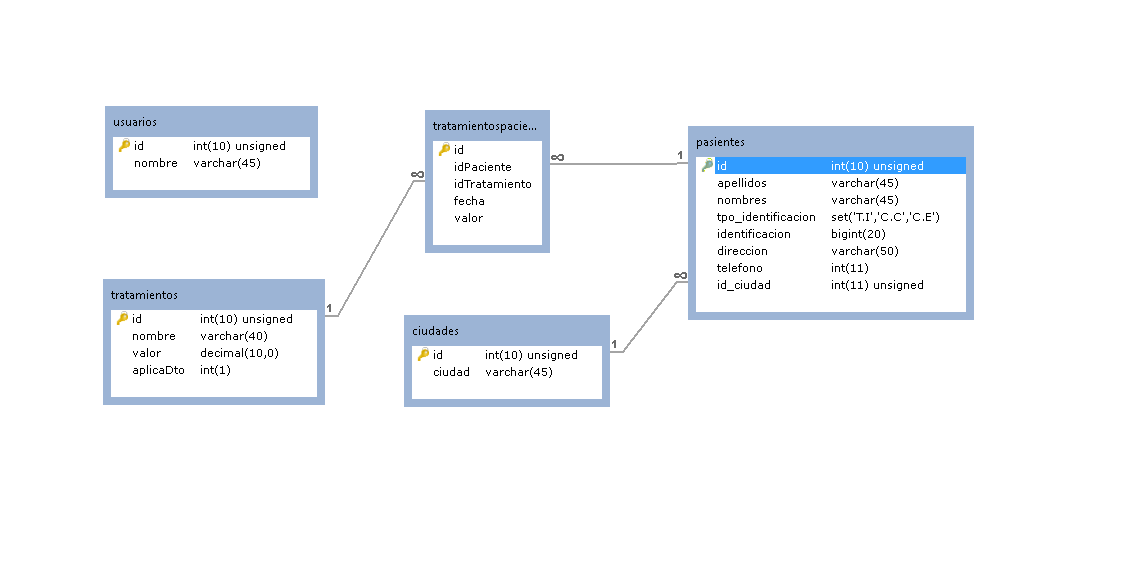 usuarios
id int(10) unsigned
nombre varchar(45)
tratamientospacie...
id
idPaciente
idTratamiento
fecha
valor
∞
1
∞
pasientes
id int(10) unsigned
apellidos varchar(45)
nombres varchar(45)
tpo_identificacion set('T.I','C.C','C.E')
identificacion bigint(20)
direccion varchar(50)
telefono int(11)
id_ciudad int(11) unsigned
∞
tratamientos
id int(10) unsigned
nombre varchar(40)
valor decimal(10,0)
aplicaDto int(1)
1
ciudades
id int(10) unsigned
ciudad varchar(45)
1